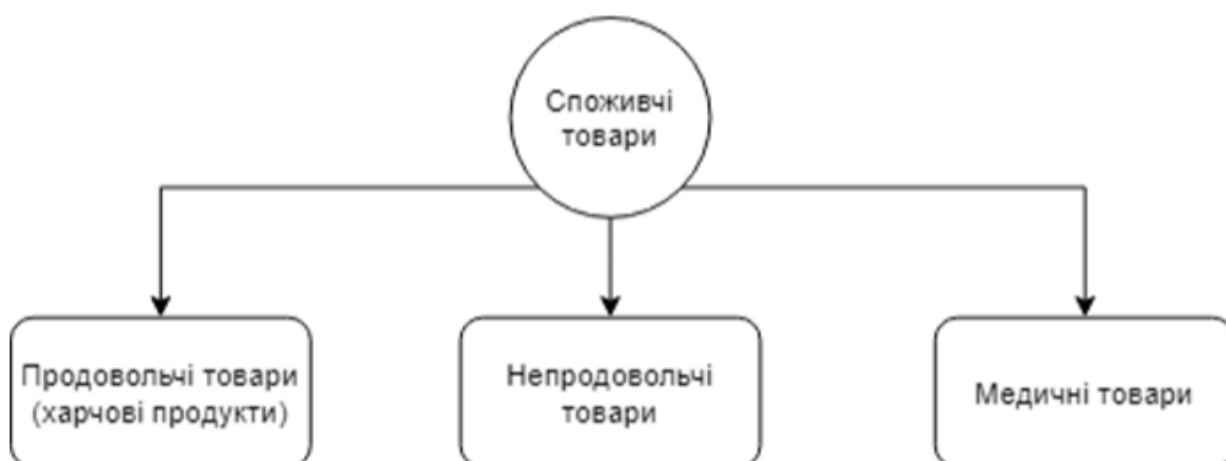 Споживчі
товари
Продовольчі товари
(харчові продукти)
Непродовольчі
товари
Медичні товари